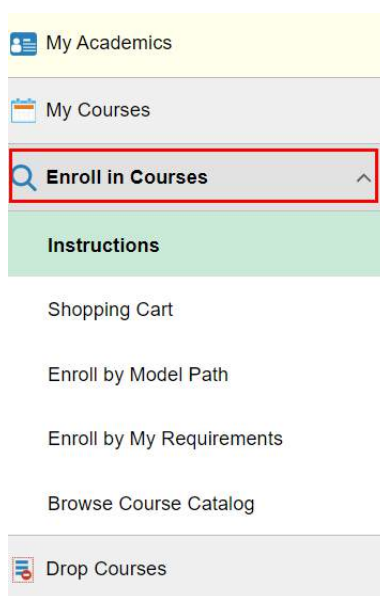 My Academics
My Courses
Enroll in Courses
Instructions
Shopping Cart
Enroll by Model Path
Enroll by My Requirements
Browse Course Catalog
Drop Courses